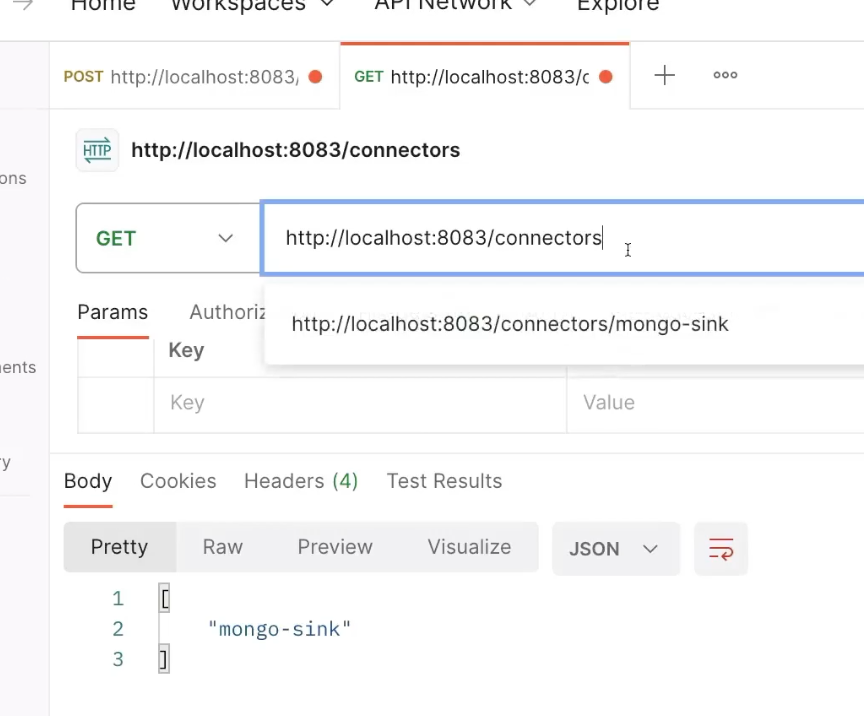 Home Workspaces API Network Explore
POST http://localhost:8083/ GET http://localhost:8083/c
HTTP http://localhost:8083/connectors
ons
GET http://localhost:8083/connectors
Params Authoriz
http://localhost:8083/connectors/mongo-sink
Key
ents
Key Value
ry
Body Cookies Headers (4) Test Results
Pretty Raw Preview Visualize JSON
1 [
2 "mongo-sink"
3 ]